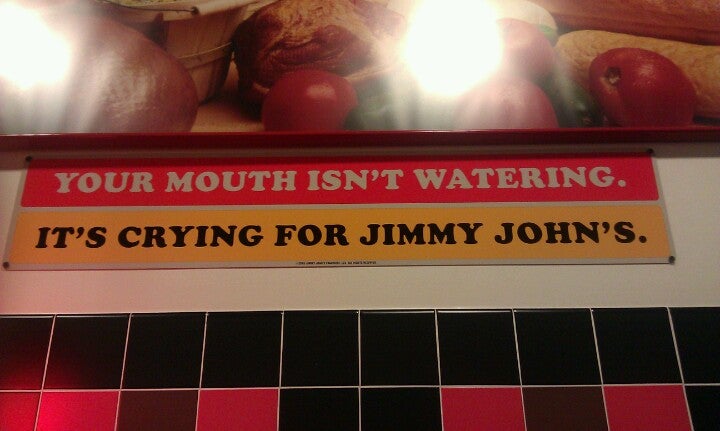 YOUR MOUTH ISN'T WATERING.
IT'S CRYING FOR JIMMY JOHN'S.